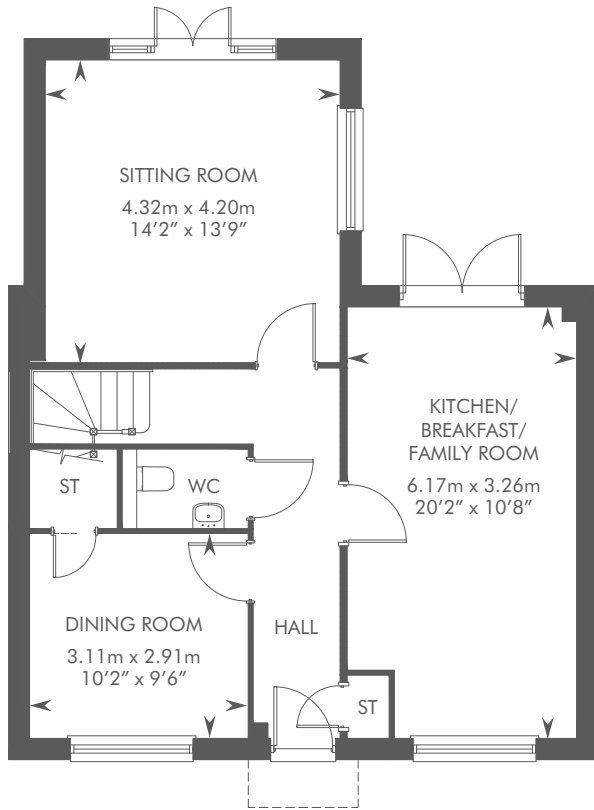 SITTING ROOM
4.32m x 4.20m
14’2” x 13’9”
KITCHEN/
BREAKFAST/
FAMILY ROOM
6.17m x 3.26m
20’2” x 10’8”
ST
WC
DINING ROOM
3.11m x 2.91m
10’2” x 9’6”
HALL
ST